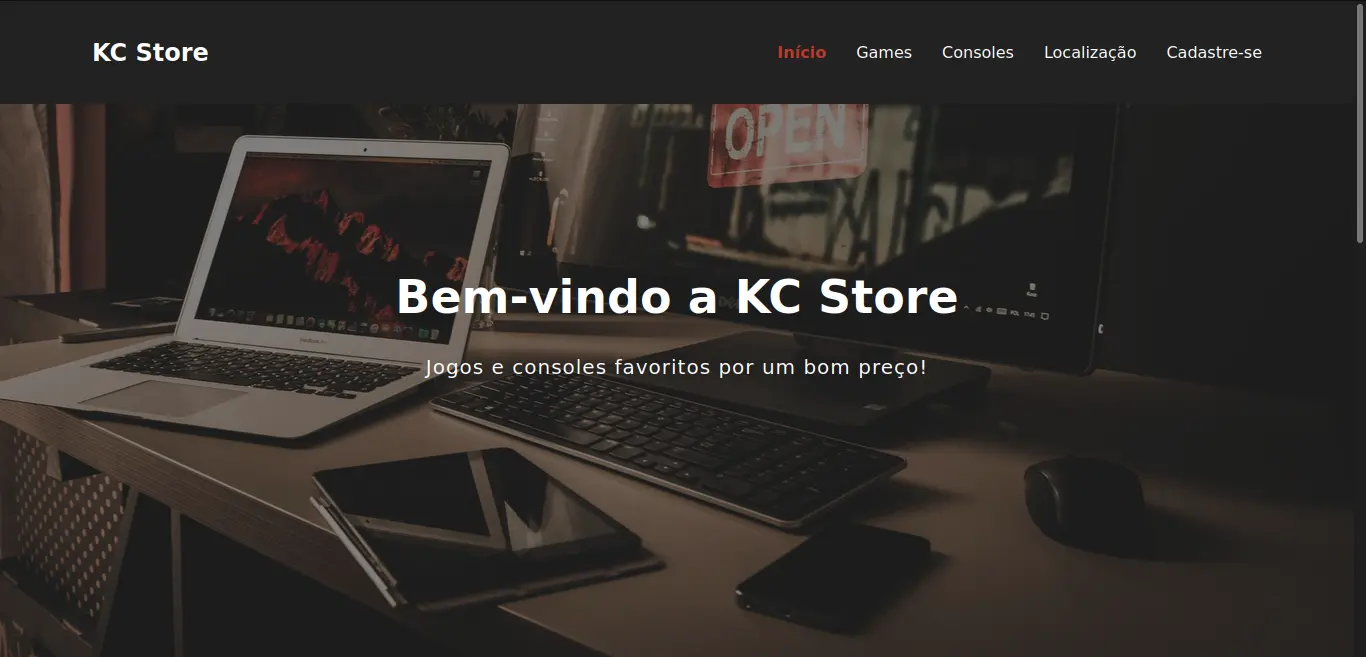 KC Store
Início Games Consoles Localização Cadastre-se
OPEN
Bem-vindo a KC Store
Jogos e consoles favoritos por um bom preço!